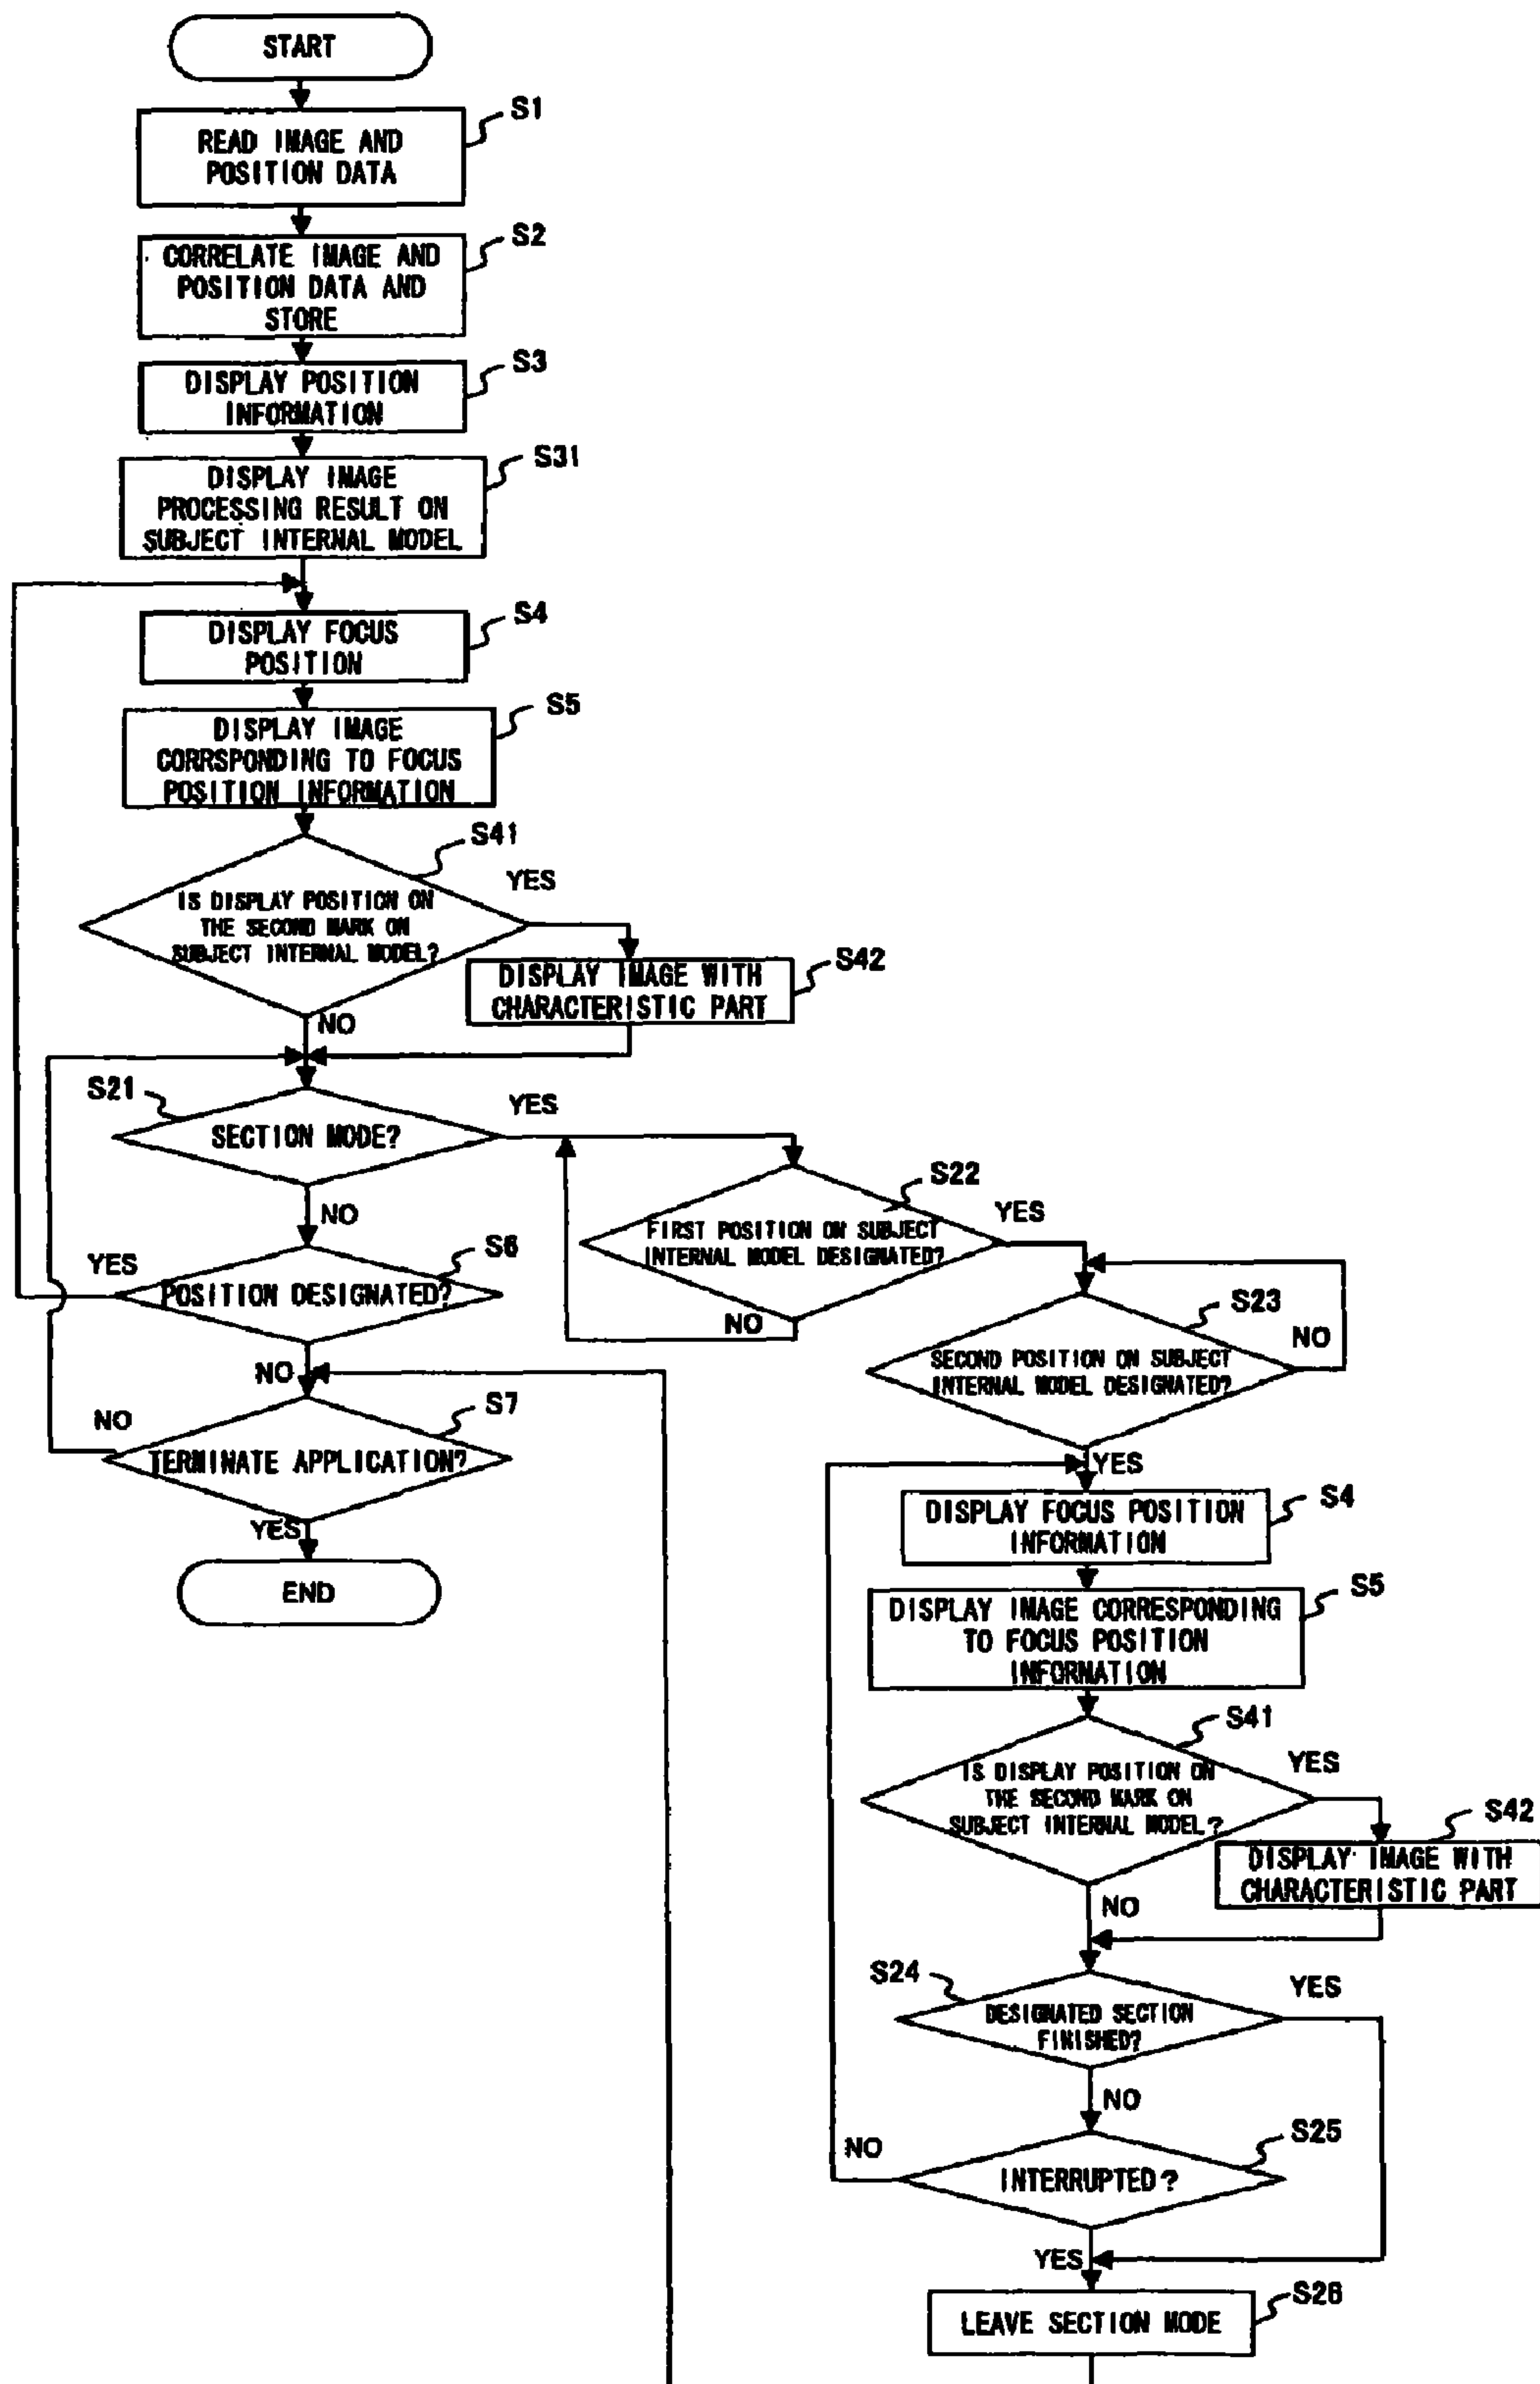 START
S1
READ IMAGE AND
POSITION DATA
S2
CORRELATE IMAGE AND
POSITION DATA AND
STORE
S3
DISPLAY POSITION
INFORMATION
S31
DISPLAY IMAGE
PROCESSING RESULT ON
SUBJECT INTERNAL MODEL
S4
DISPLAY FOCUS
POSITION
S5
DISPLAY IMAGE
CORRSPONDING TO FOCUS
POSITION INFORMATION
S41
YES
IS DISPLAY POSITION ON
THE SECOND MARK ON
SUBJECT INTERNAL MODEL?
S42
DISPLAY IMAGE WITH
CHARACTERISTIC PART
NO
S21
YES
SECTION MODE?
NO
S22
YES
FIRST POSITION ON SUBJECT
INTERNAL MODEL DESIGNATED?
NO
S6
YES
POSITION DESIGNATED?
NO
S23
NO
SECOND POSITION ON SUBJECT
INTERNAL MODEL DESIGNATED?
YES
S7
NO
TERMINATE APPLICATION?
YES
END
S4
DISPLAY FOCUS POSITION
INFORMATION
S5
DISPLAY IMAGE CORRESPONDING
TO FOCUS POSITION
INFORMATION
S41
YES
IS DISPLAY POSITION ON
THE SECOND MARK ON
SUBJECT INTERNAL MODEL?
S42
DISPLAY IMAGE WITH
CHARACTERISTIC PART
NO
S24
YES
DESIGNATED SECTION
FINISHED?
NO
S25
NO
INTERRUPTED?
YES
S26
LEAVE SECTION MODE